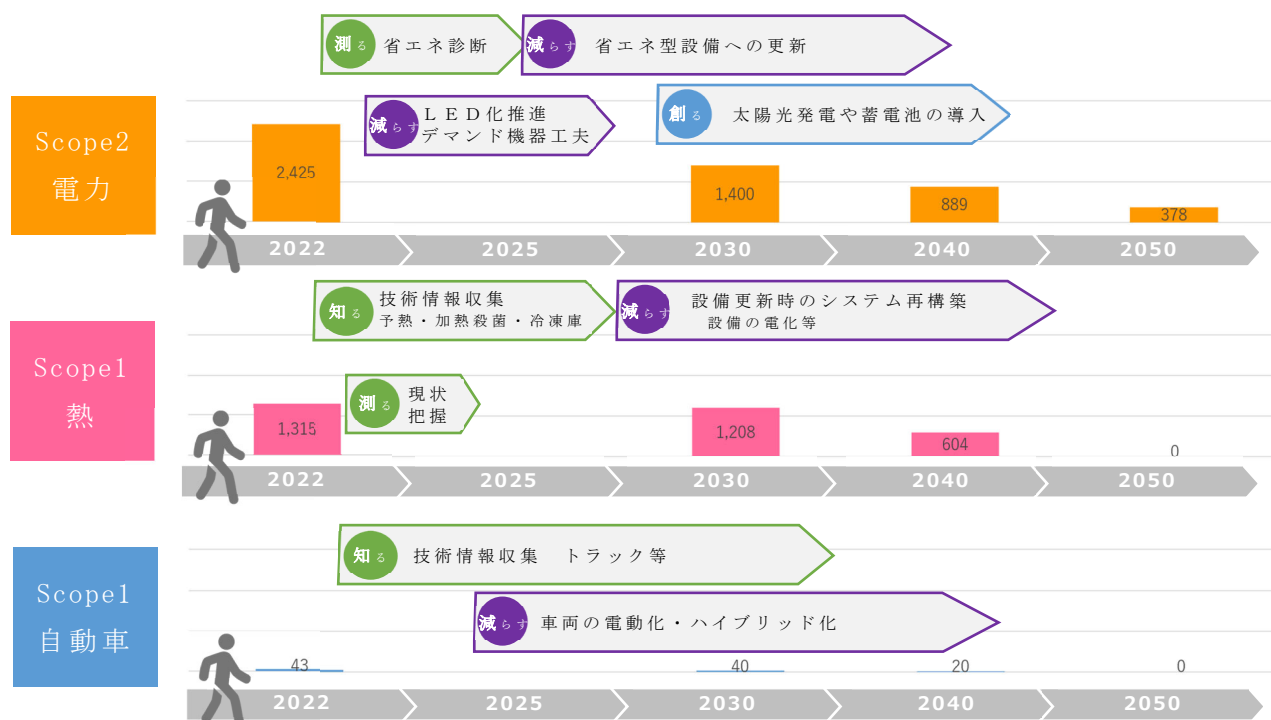 測る 省エネ診断
減らす 省エネ型設備への更新
減らす ＬＥＤ化推進
デマンド機器工夫
創る 太陽光発電や蓄電池の導入
Scope2
電力
2,425
1,400
889
378
2022 2025 2030 2040 2050
知る 技術情報収集
予熱・加熱殺菌・冷凍庫
減らす 設備更新時のシステム再構築
設備の電化等
Scope1
熱
測る 現状
把握
1,315
1,208
604
0
2022 2025 2030 2040 2050
知る 技術情報収集　トラック等
Scope1
自動車
減らす 車両の電動化・ハイブリッド化
43
40
20
0
2022 2025 2030 2040 2050